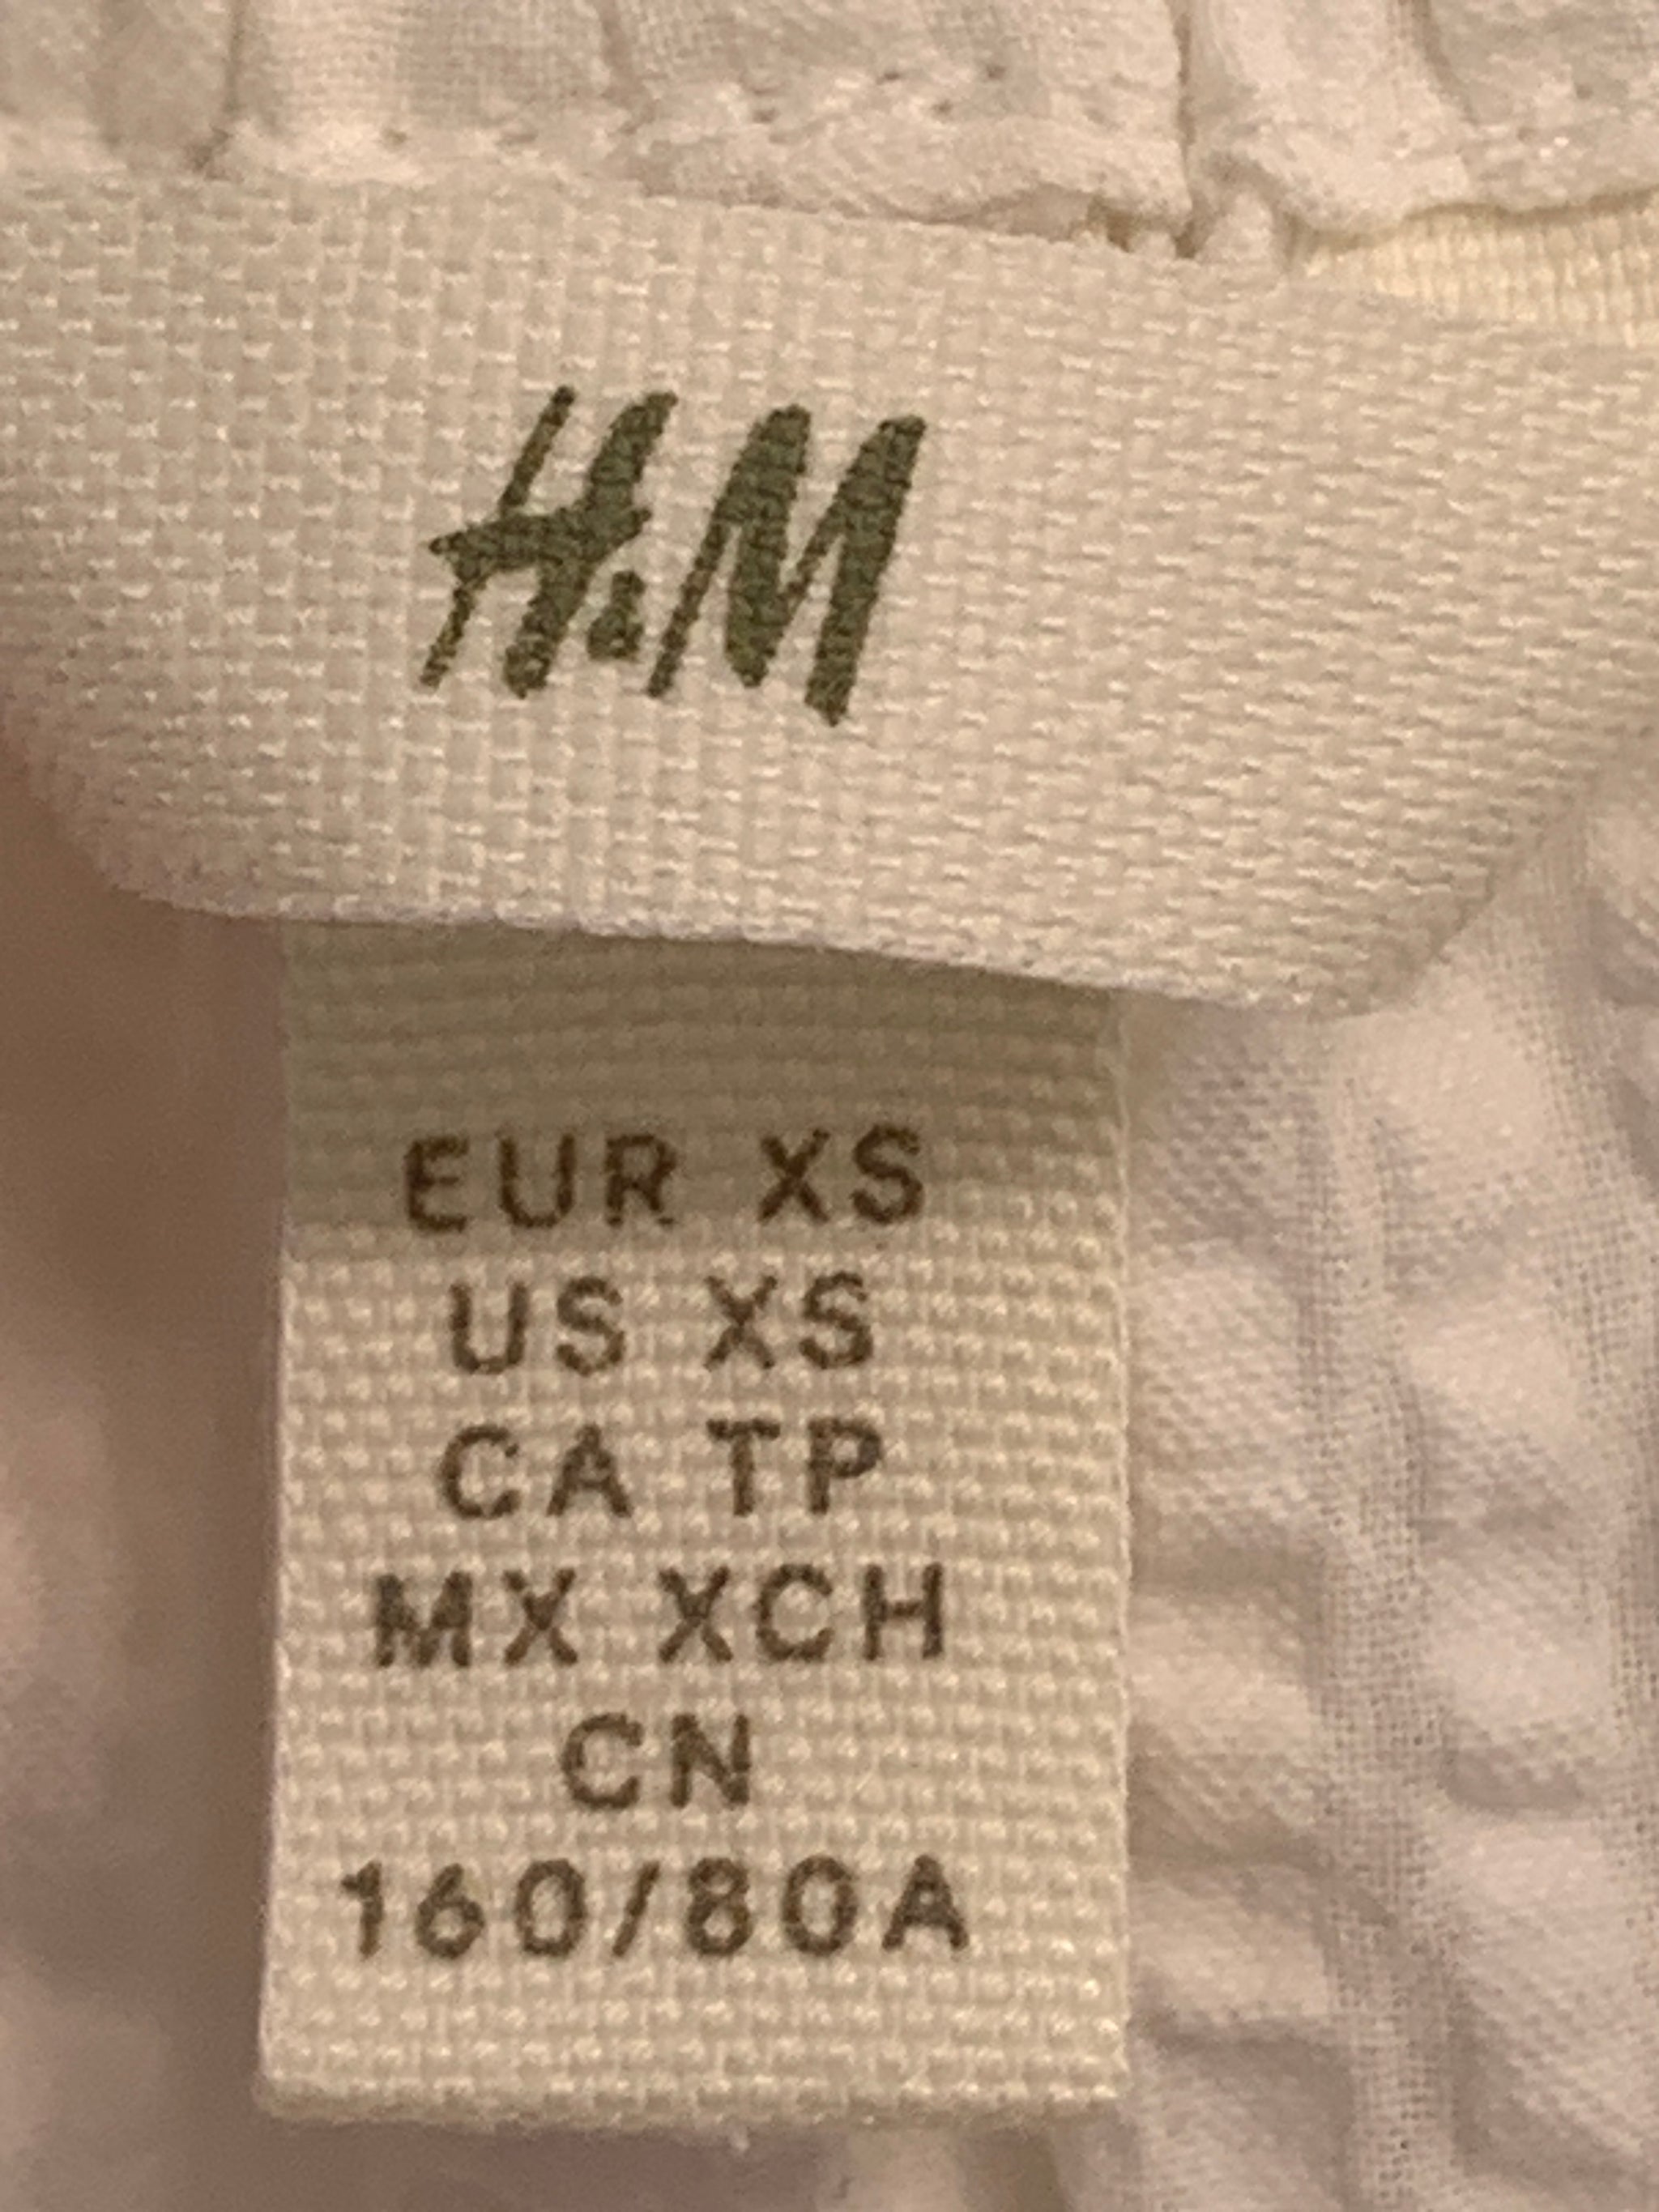 H&M
EUR XS
US XS
CA TP
MX XCH
CN
160/80A